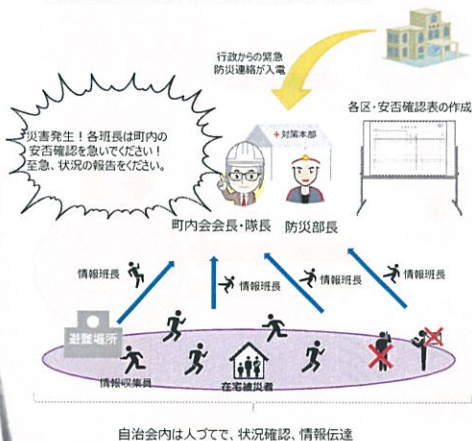 行政からの緊急
防災連絡が入電
各区・安否確認表の作成
災害発生！各班長は町内の
安否確認を急いでください！
至急、状況の報告をください。
+対策本部
町内会会長・隊長
防災部長
情報班長
情報班長
情報班長
情報班長
避難場所
情報収集員
在宅被災者
自治会内は人づてで、状況確認、情報伝達